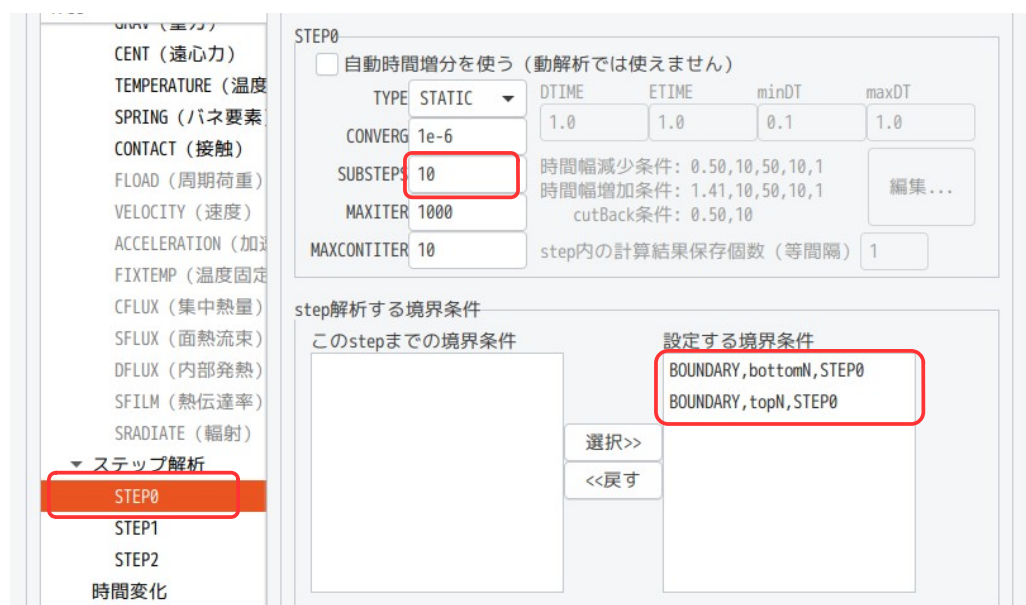 GRAV (重力)
CENT (遠心力)
TEMPERATURE (温度
SPRING (バネ要素)
CONTACT (接触)
FLOAD (周期荷重)
VELOCITY (速度)
ACCELERATION (加速
FIXTEMP (温度固定
CFLUX (集中熱量)
SFLUX (面熱流束)
DFLUX (内部発熱)
SFILM (熱伝達率)
SRADIATE (輻射)
ステップ解析
STEP0
STEP1
STEP2
時間変化
STEP0
自動時間増分を使う (動解析では使えません)
TYPE STATIC
CONVERG 1e-6
SUBSTEPS 10
MAXITER 1000
MAXCONTITER 10
DTIME ETIME minDT maxDT
1.0 1.0 0.1 1.0
時間幅減少条件: 0.50,10,50,10,1
時間幅増加条件: 1.41,10,50,10,1
cutBack条件: 0.50,10
編集...
step内の計算結果保存個数 (等間隔) 1
step解析する境界条件
このstepまでの境界条件
設定する境界条件
BOUNDARY,bottomN,STEP0
BOUNDARY,topN,STEP0
選択>>
<<戻す